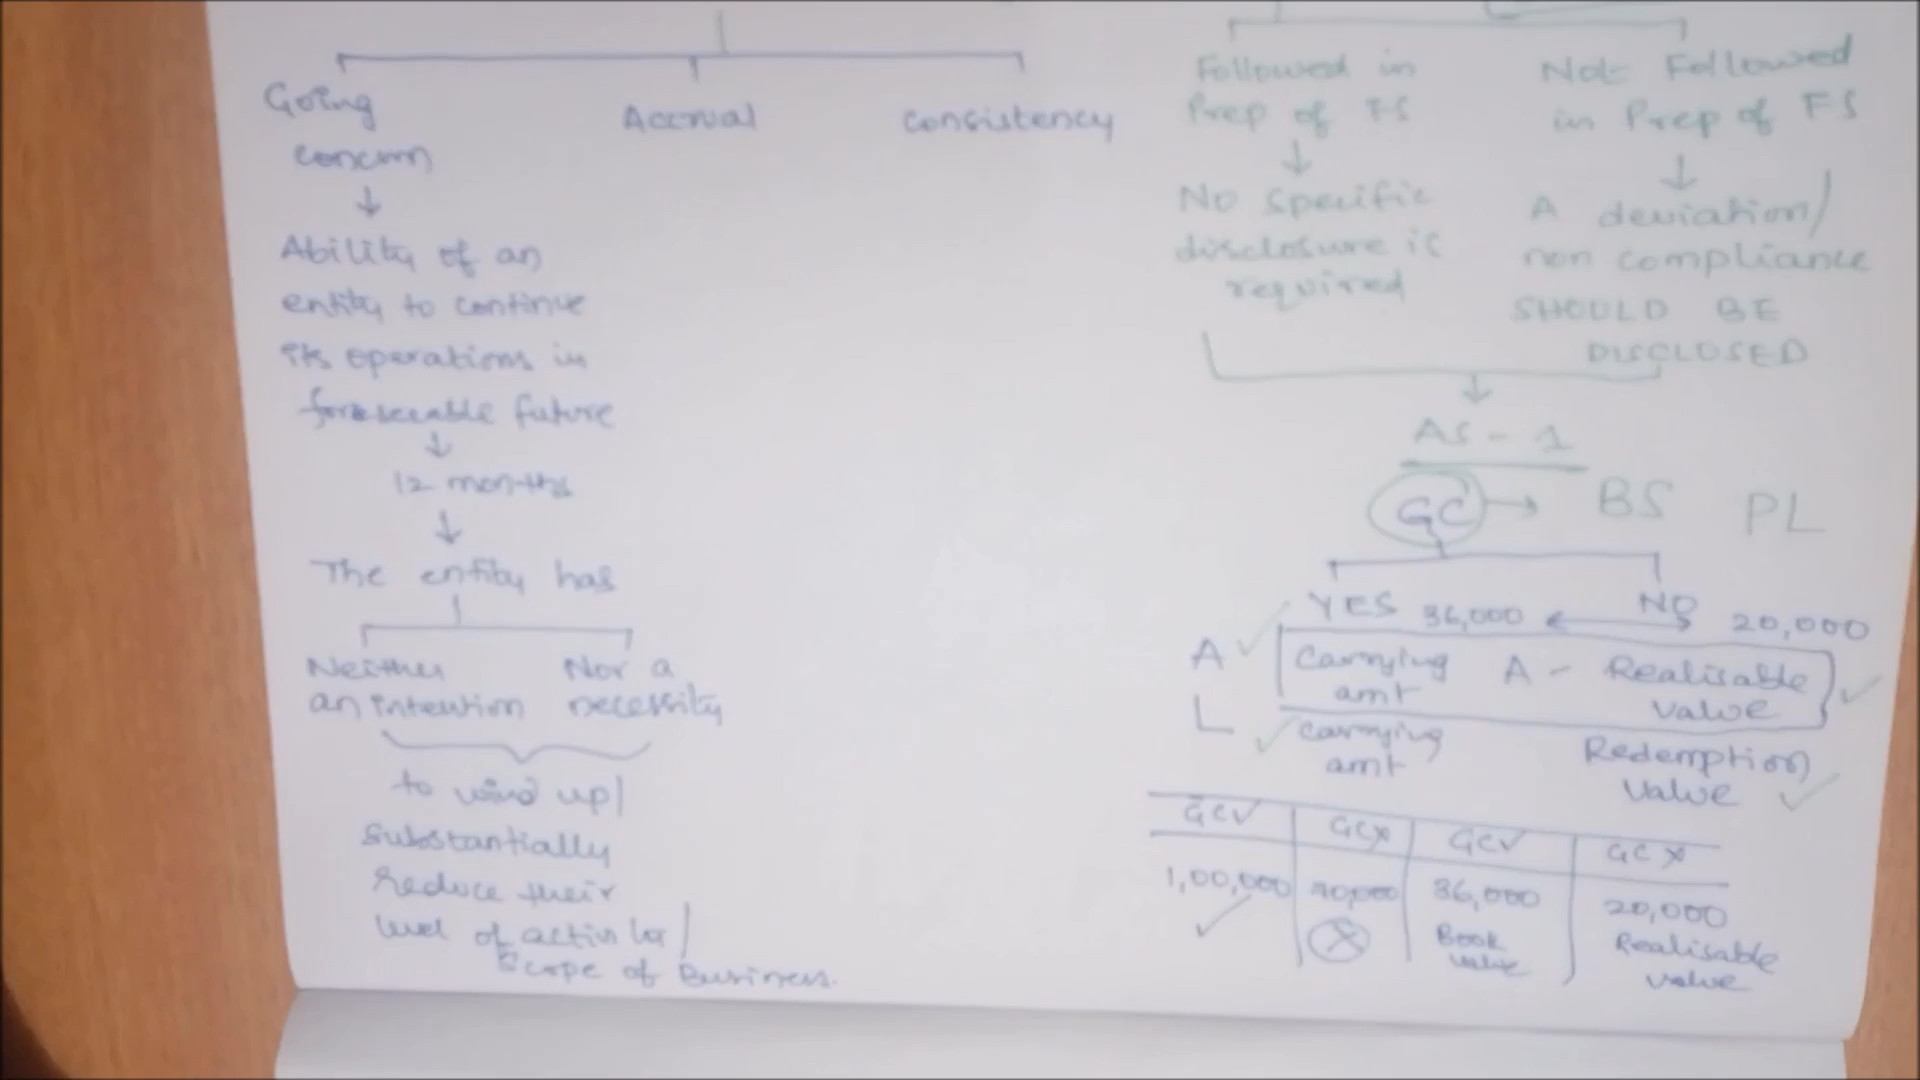 Going
concern
Accrual
consistency
Ability of an
entity to continue
its operations in
foreseeable future
12 months
The entity has
Neither
an intention
Nor a
necessity
to wind up/
Substantially
reduce their
level of activities/
Scope of Business.
Followed in
Prep of FS
No specific
disclosure is
required
Not Followed
in Prep of FS
A deviation/
non compliance
SHOULD BE
DISCLOSED
AS - 1
GC → BS PL
YES 36,000 NO 20,000
A Carrying
amt
A - Realisable
value
L carrying
amt
Redemption
value
GC✓ GCx GC✓ GC x
1,00,000 36,000 20,000
Book
value
Realisable
value